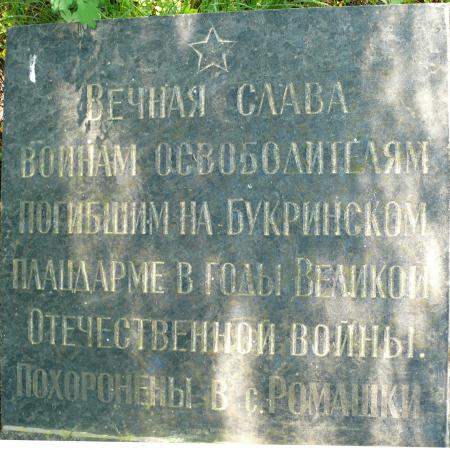 Вечная слава
воинам освободителям
погибшим на Букринском
плацдарме в годы Великой
Отечественной войны.
Похоронены в с. Ромашки